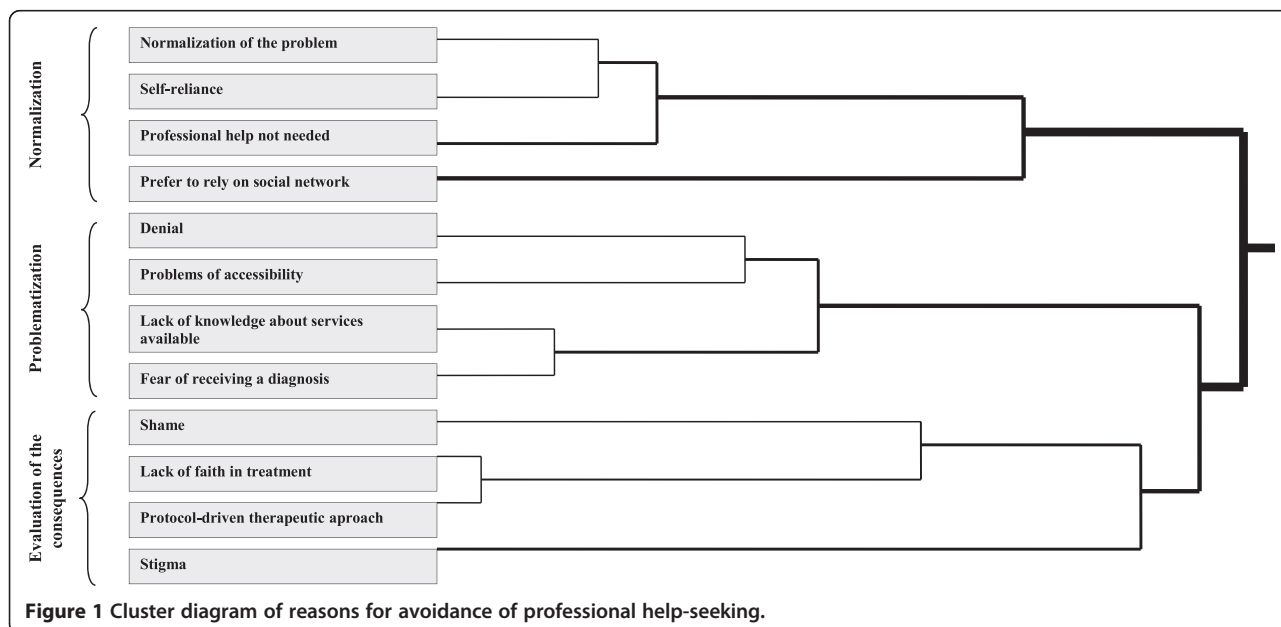 Normalization
Normalization of the problem
Self-reliance
Professional help not needed
Prefer to rely on social network
Problematization
Denial
Problems of accessibility
Lack of knowledge about services
available
Fear of receiving a diagnosis
Evaluation of the
consequences
Shame
Lack of faith in treatment
Protocol-driven therapeutic aproach
Stigma
Figure 1 Cluster diagram of reasons for avoidance of professional help-seeking.